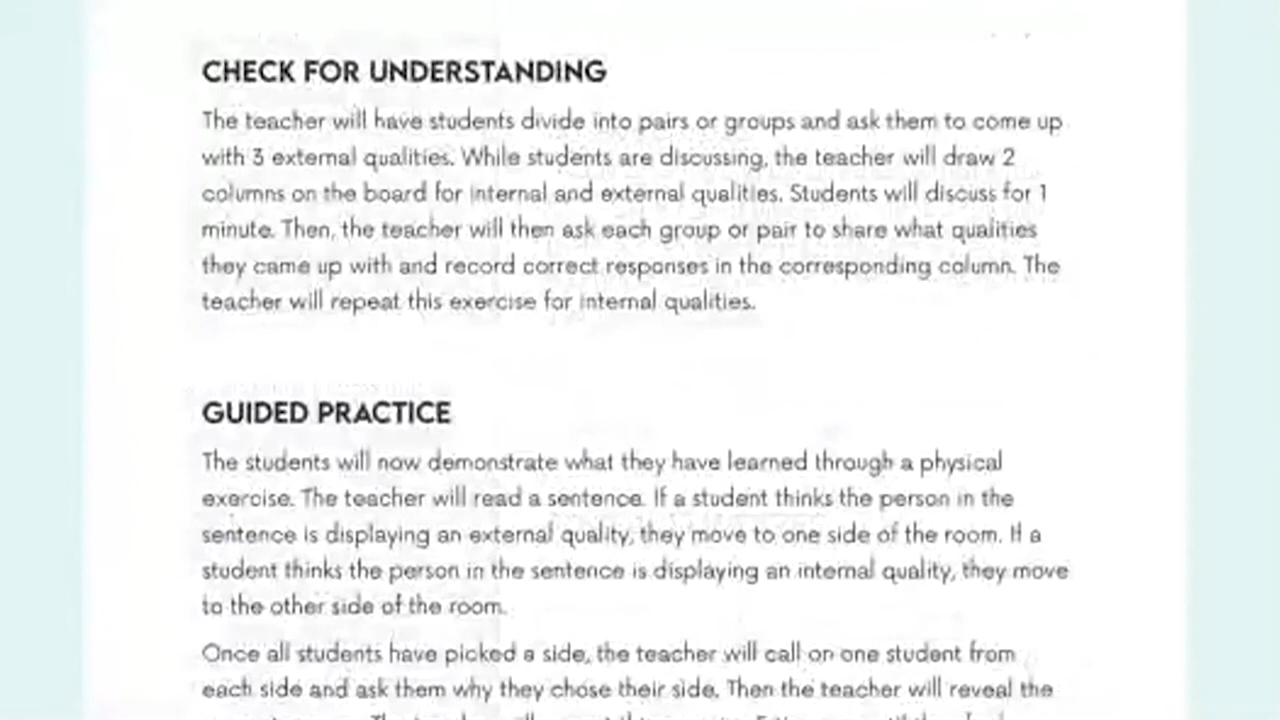 CHECK FOR UNDERSTANDING
The teacher will have students divide into pairs or groups and ask them to come up
with 3 external qualities. While students are discussing, the teacher will draw 2
columns on the board for internal and external qualities. Students will discuss for 1
minute. Then, the teacher will then ask each group or pair to share what qualities
they came up with and record correct responses in the corresponding column. The
teacher will repeat this exercise for internal qualities.
GUIDED PRACTICE
The students will now demonstrate what they have learned through a physical
exercise. The teacher will read a sentence. If a student thinks the person in the
sentence is displaying an external quality, they move to one side of the room. If a
student thinks the person in the sentence is displaying an internal quality, they move
to the other side of the room.
Once all students have picked a side, the teacher will call on one student from
each side and ask them why they chose their side. Then the teacher will reveal the